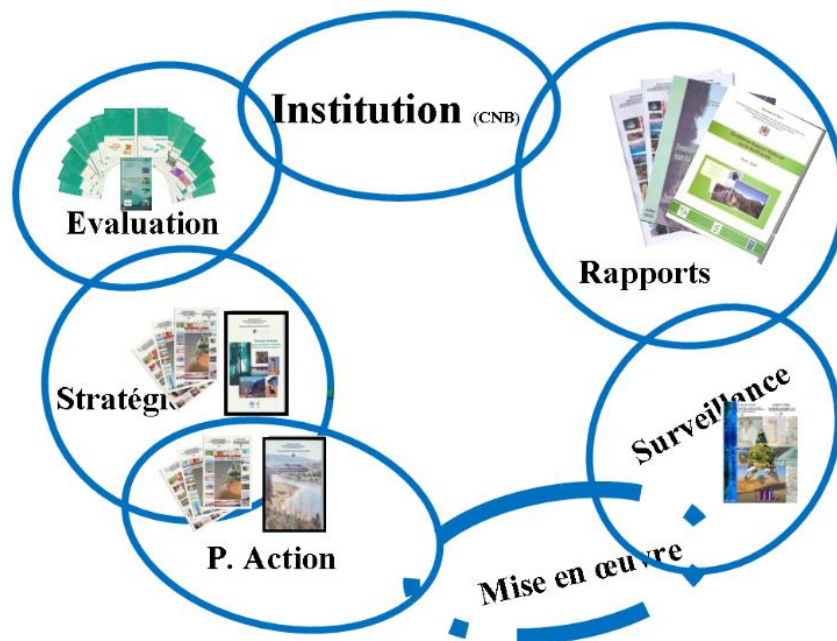 Institution (CNB)
Evaluation
Rapports
Stratégi
Surveillance
P. Action
Mise en œuvre